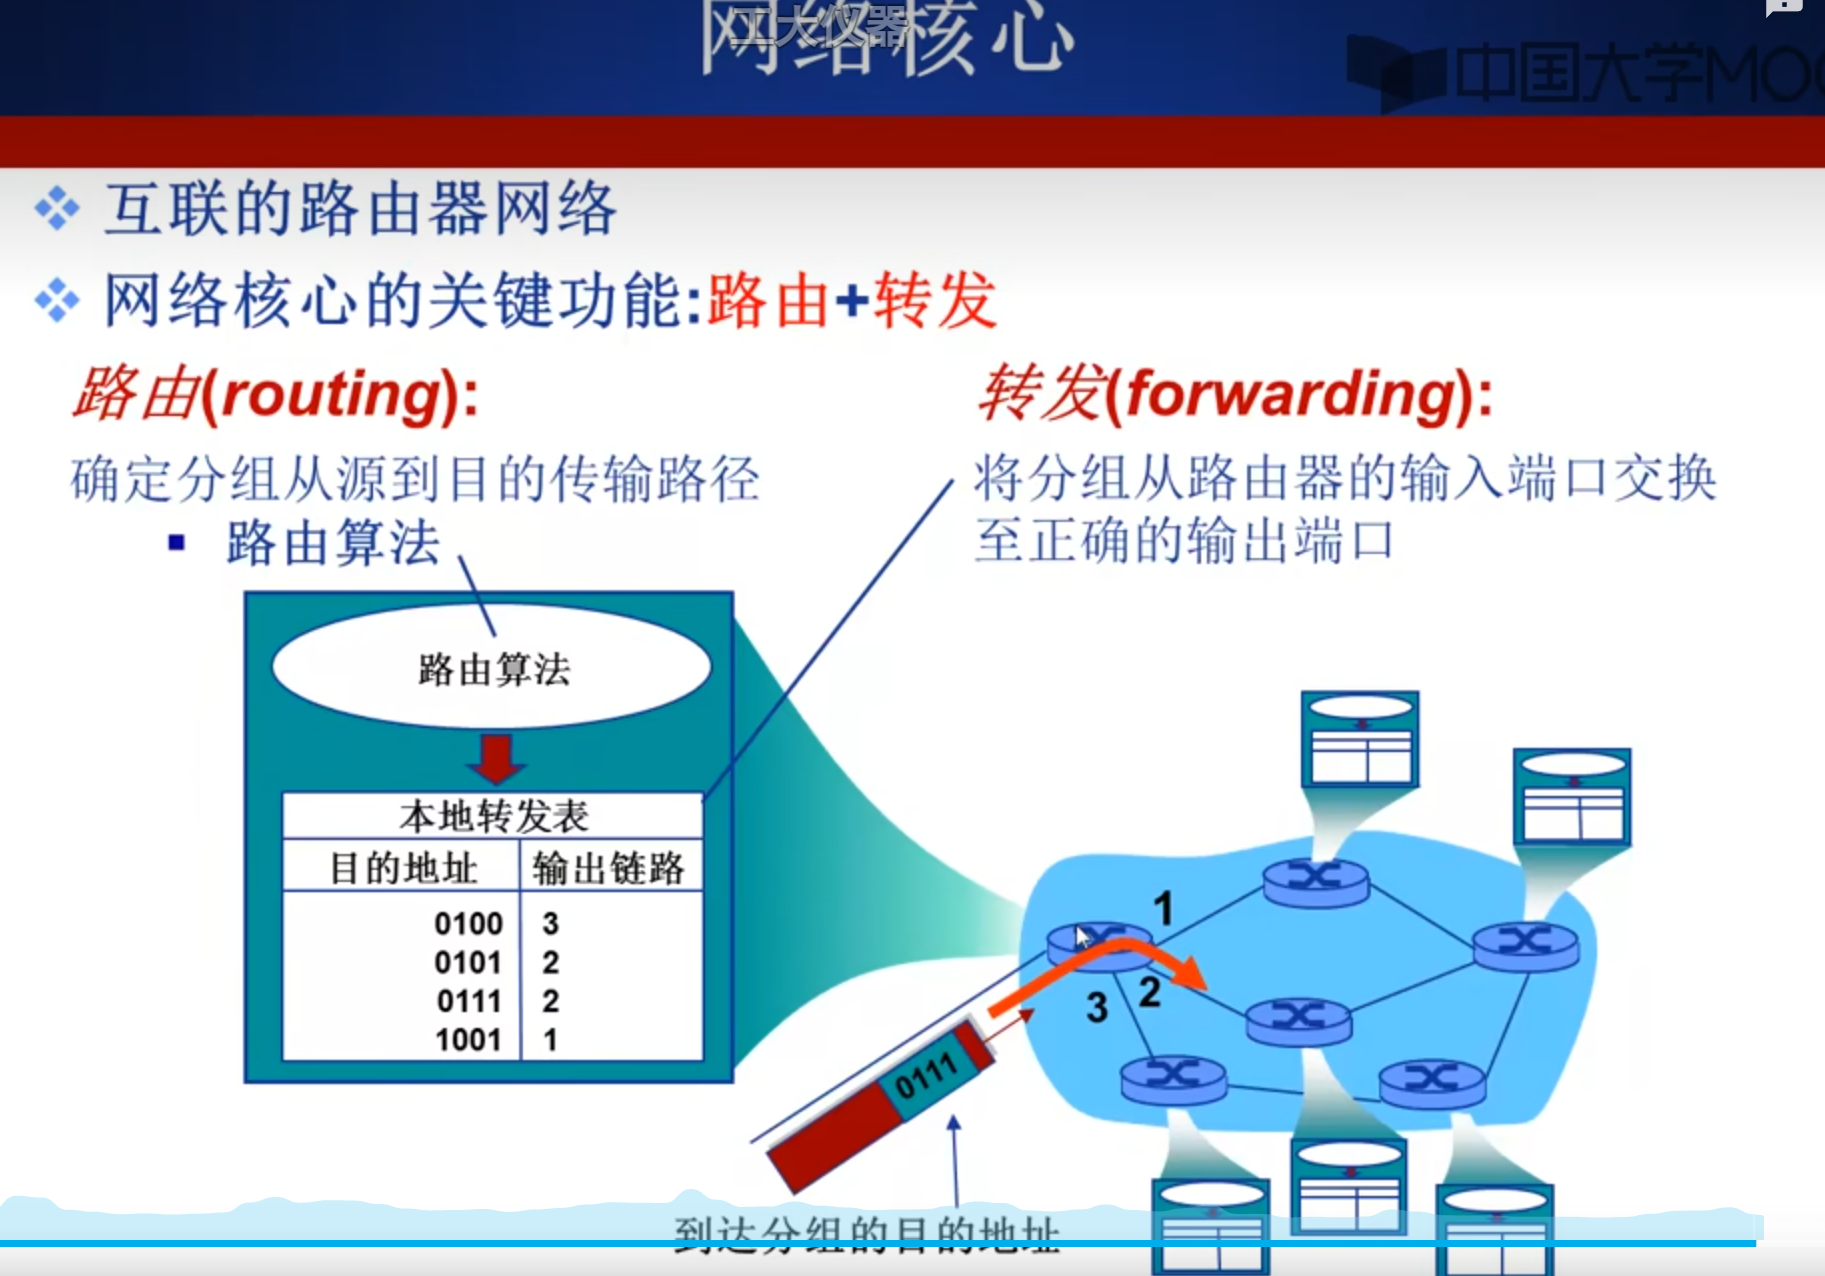 网络核心
工大仪器
中国大学MOO
互联的路由器网络
网络核心的关键功能:路由+转发
路由(routing):
确定分组从源到目的传输路径
路由算法
转发(forwarding):
将分组从路由器的输入端口交换
至正确的输出端口
路由算法
本地转发表
目的地址 输出链路
0100 3
0101 2
0111 2
1001 1
1
2
3
0111
到达分组的目的地址